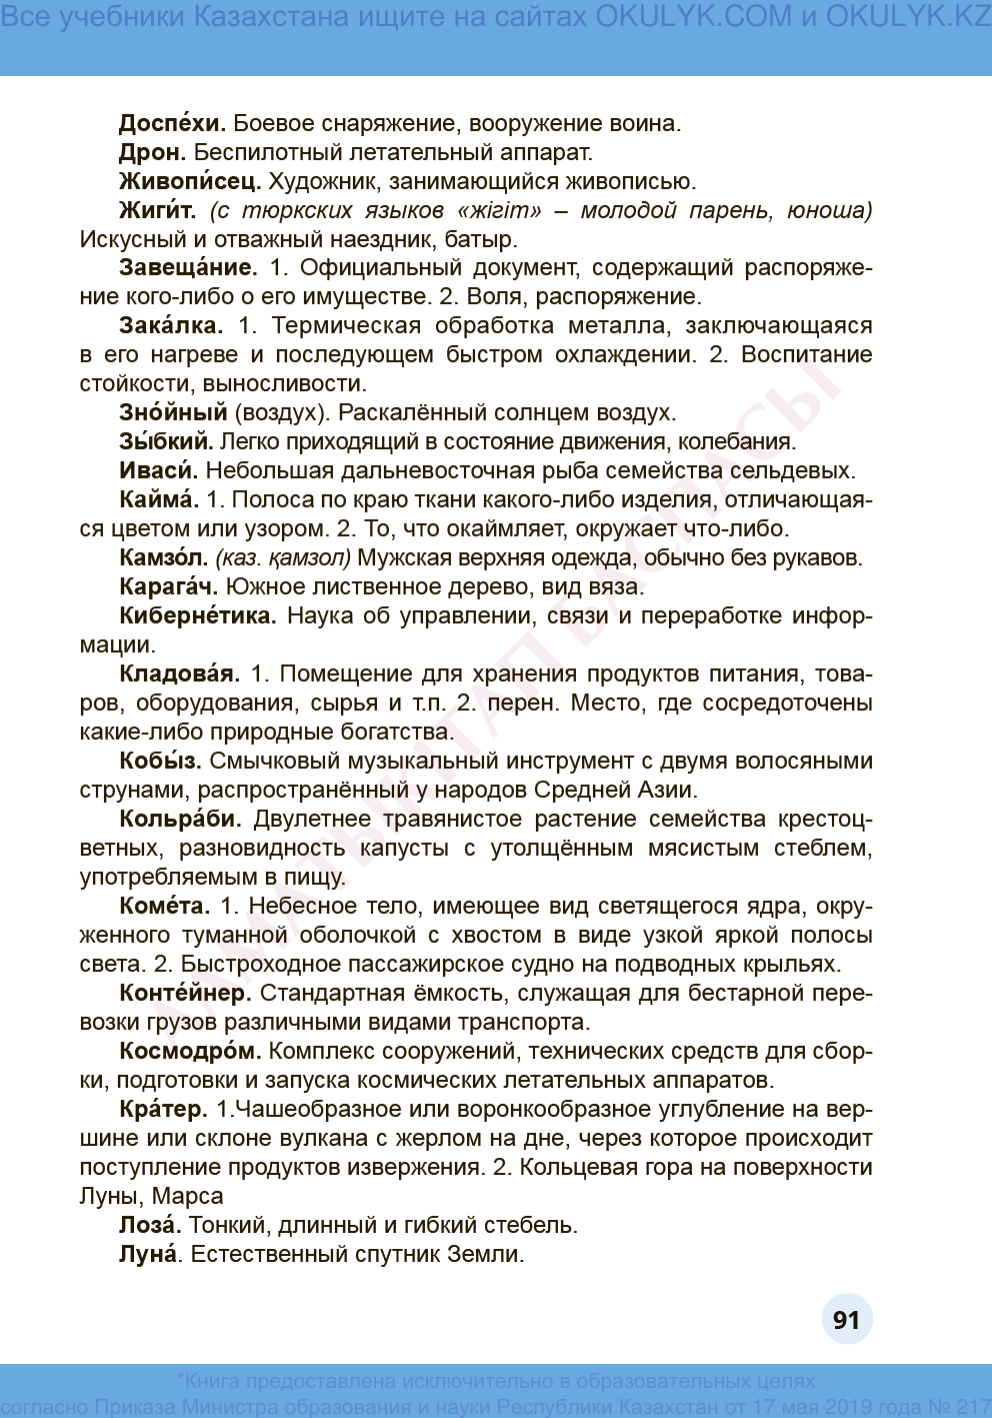 Все учебники Казахстана ищите на сайтах OKULYK.COM и OKULYK.KZ
Доспе́хи. Боевое снаряжение, вооружение воина.
Дрон. Беспилотный летательный аппарат.
Живопи́сец. Художник, занимающийся живописью.
Жиги́т. (с тюркских языков «жігіт» – молодой парень, юноша)
Искусный и отважный наездник, батыр.
Завеща́ние. 1. Официальный документ, содержащий распоряже-
ние кого-либо о его имуществе. 2. Воля, распоряжение.
Зака́лка. 1. Термическая обработка металла, заключающаяся
в его нагреве и последующем быстром охлаждении. 2. Воспитание
стойкости, выносливости.
Зно́йный (воздух). Раскалённый солнцем воздух.
Зы́бкий. Легко приходящий в состояние движения, колебания.
Иваси́. Небольшая дальневосточная рыба семейства сельдевых.
Кайма́. 1. Полоса по краю ткани какого-либо изделия, отличающая-
ся цветом или узором. 2. То, что окаймляет, окружает что-либо.
Камзо́л. (каз. қамзол) Мужская верхняя одежда, обычно без рукавов.
Карага́ч. Южное лиственное дерево, вид вяза.
Киберне́тика. Наука об управлении, связи и переработке инфор-
мации.
Кладова́я. 1. Помещение для хранения продуктов питания, това-
ров, оборудования, сырья и т.п. 2. перен. Место, где сосредоточены
какие-либо природные богатства.
Кобы́з. Смычковый музыкальный инструмент с двумя волосяными
струнами, распространённый у народов Средней Азии.
Кольра́би. Двулетнее травянистое растение семейства крестоц-
ветных, разновидность капусты с утолщённым мясистым стеблем,
употребляемым в пищу.
Коме́та. 1. Небесное тело, имеющее вид светящегося ядра, окру-
женного туманной оболочкой с хвостом в виде узкой яркой полосы
света. 2. Быстроходное пассажирское судно на подводных крыльях.
Конте́йнер. Стандартная ёмкость, служащая для бестарной пере-
возки грузов различными видами транспорта.
Космодро́м. Комплекс сооружений, технических средств для сбор-
ки, подготовки и запуска космических летательных аппаратов.
Кра́тер. 1.Чашеобразное или воронкообразное углубление на вер-
шине или склоне вулкана с жерлом на дне, через которое происходит
поступление продуктов извержения. 2. Кольцевая гора на поверхности
Луны, Марса
Лоза́. Тонкий, длинный и гибкий стебель.
Луна́. Естественный спутник Земли.
АЛМАТЫКІТАП БАСПАСЫ
91
*Книга предоставлена исключительно в образовательных целях
согласно Приказа Министра образования и науки Республики Казахстан от 17 мая 2019 года № 217